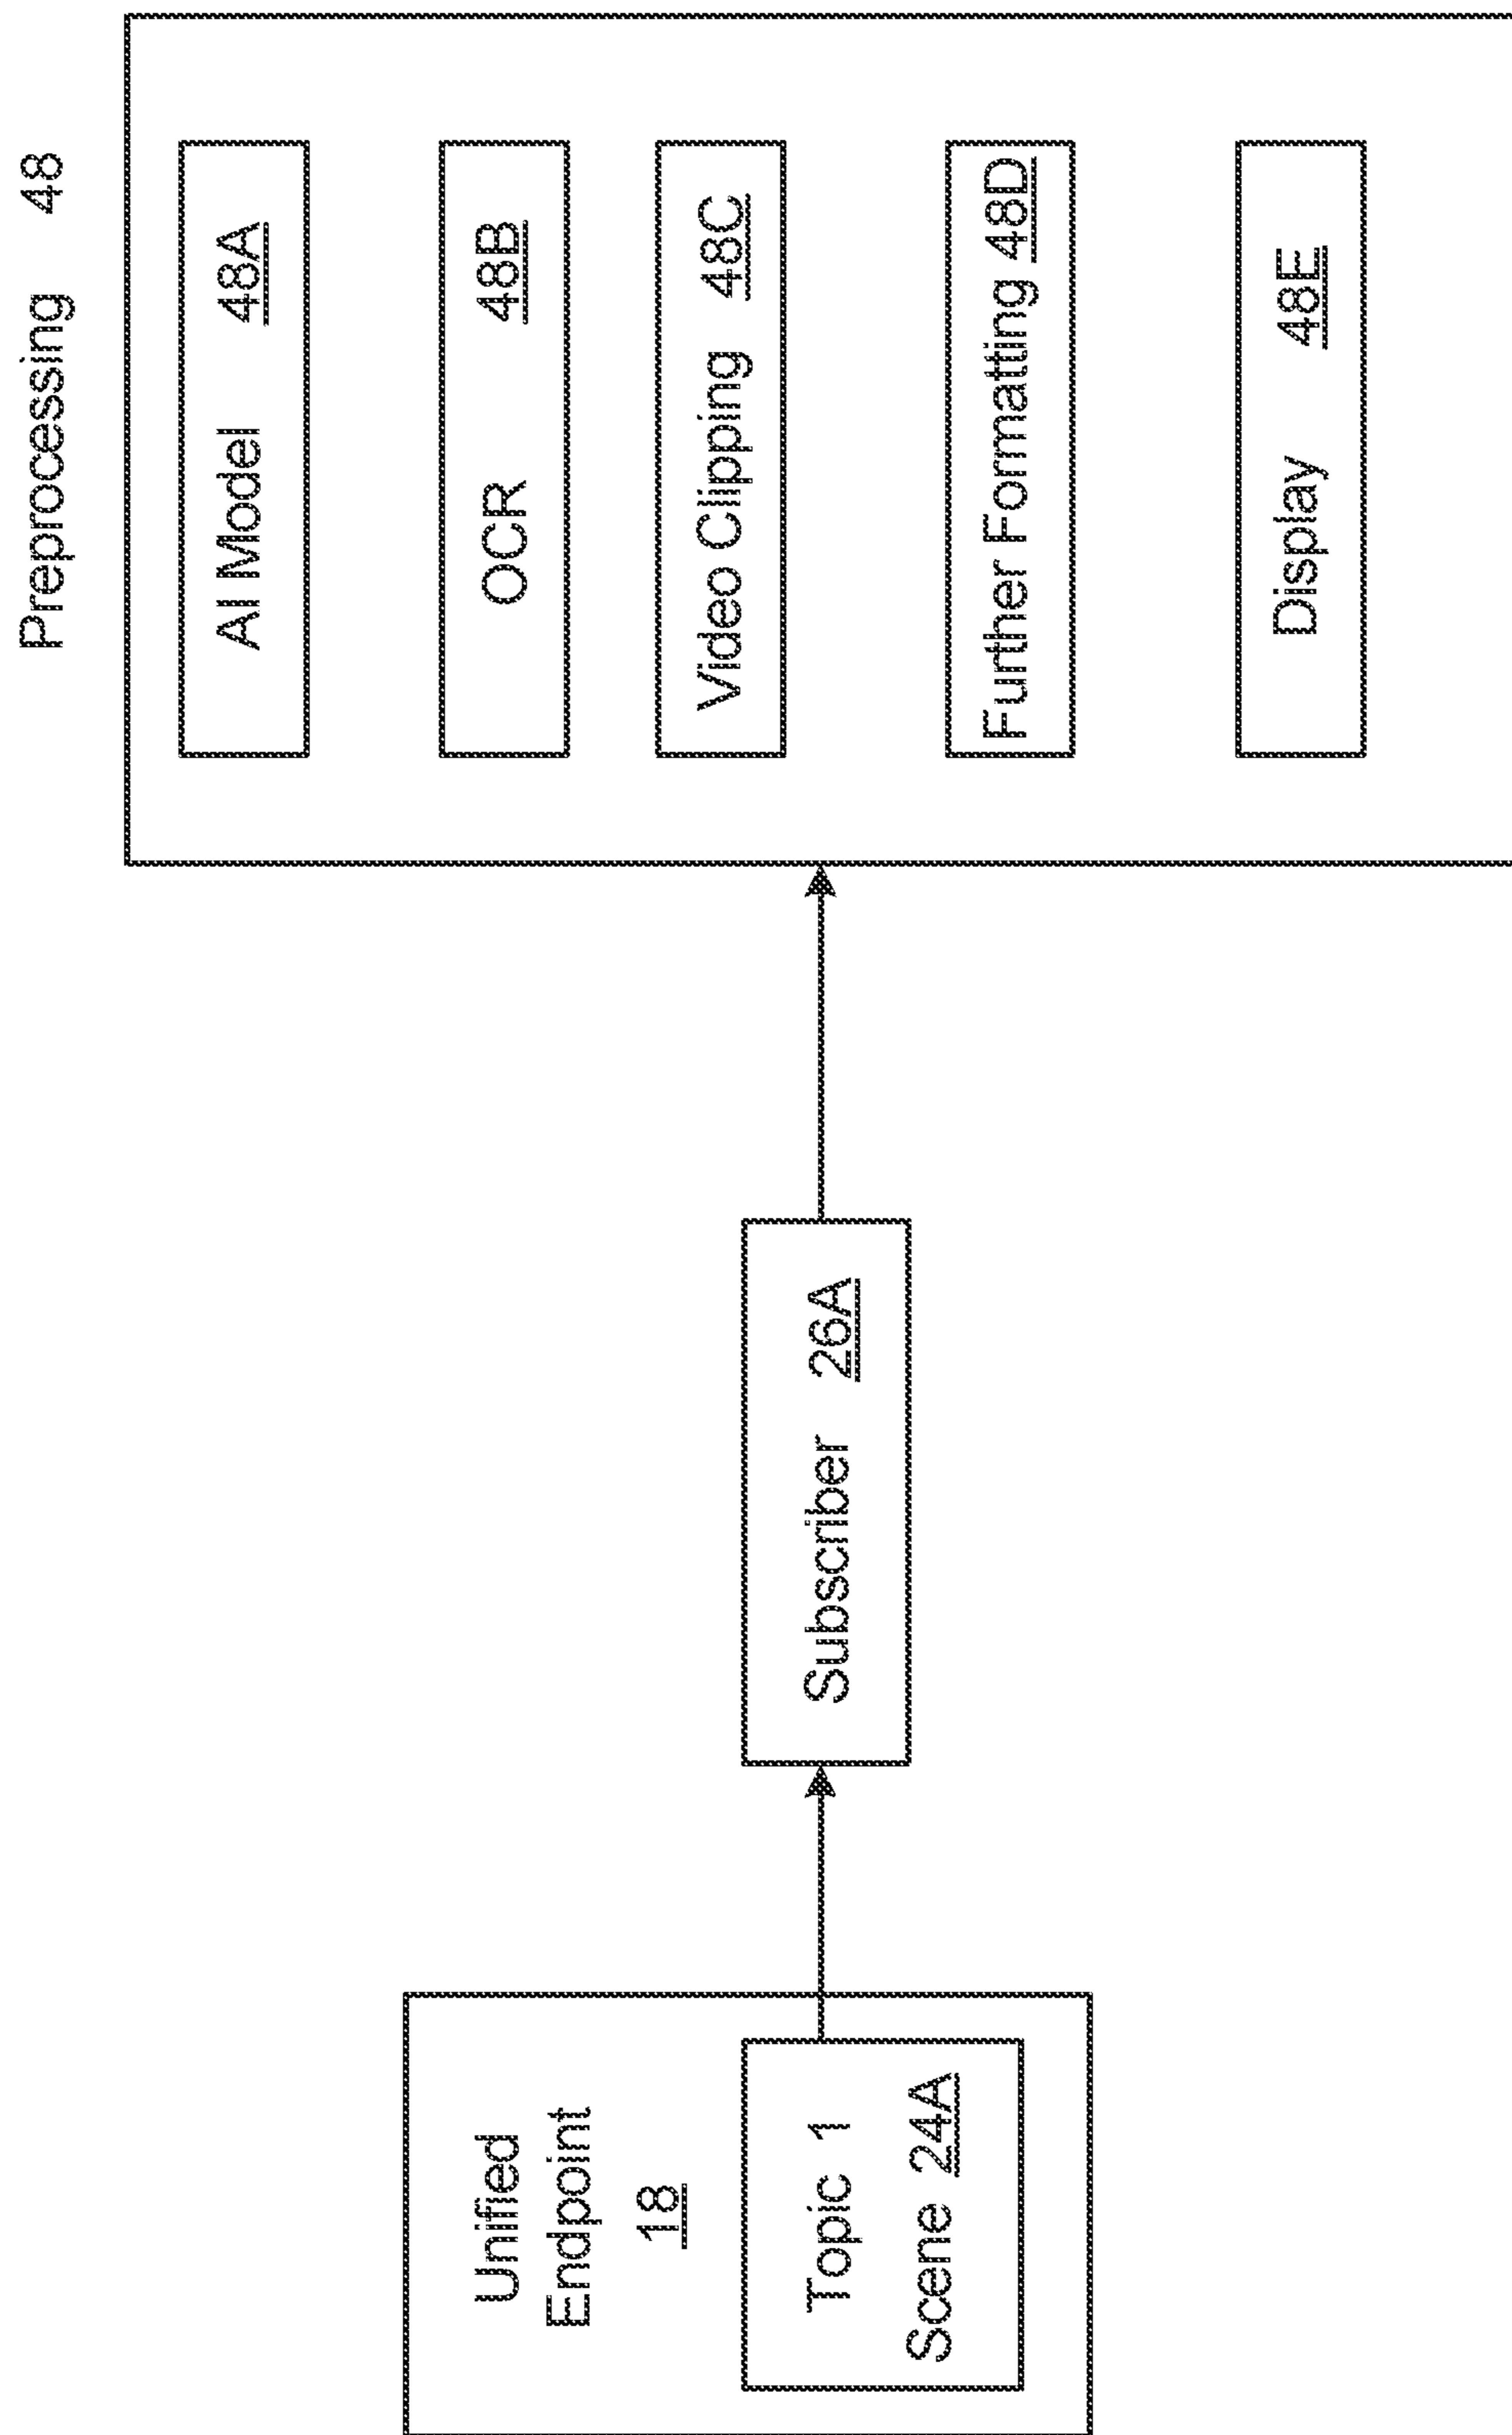 Unified
Endpoint
18
Topic 1
Scene 24A
Subscriber 26A
Preprocessing 48
AI Model 48A
OCR 48B
Video Clipping 48C
Further Formatting 48D
Display 48E